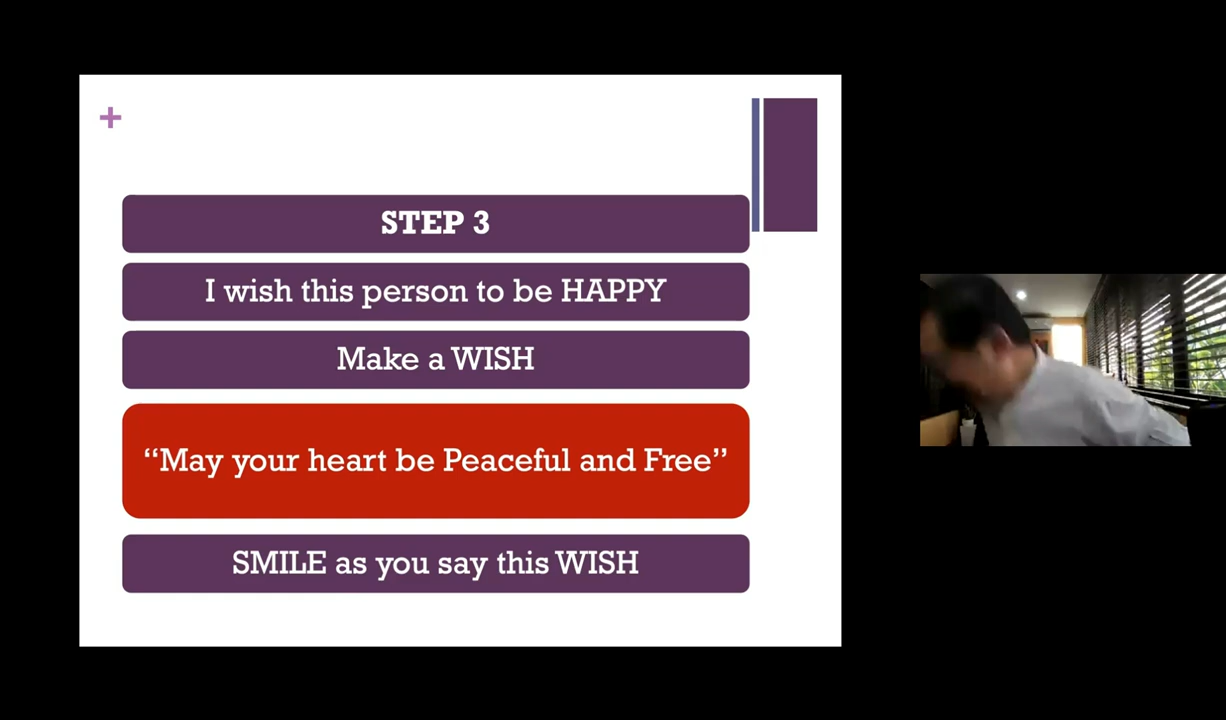 +
STEP 3
I wish this person to be HAPPY
Make a WISH
“May your heart be Peaceful and Free”
SMILE as you say this WISH